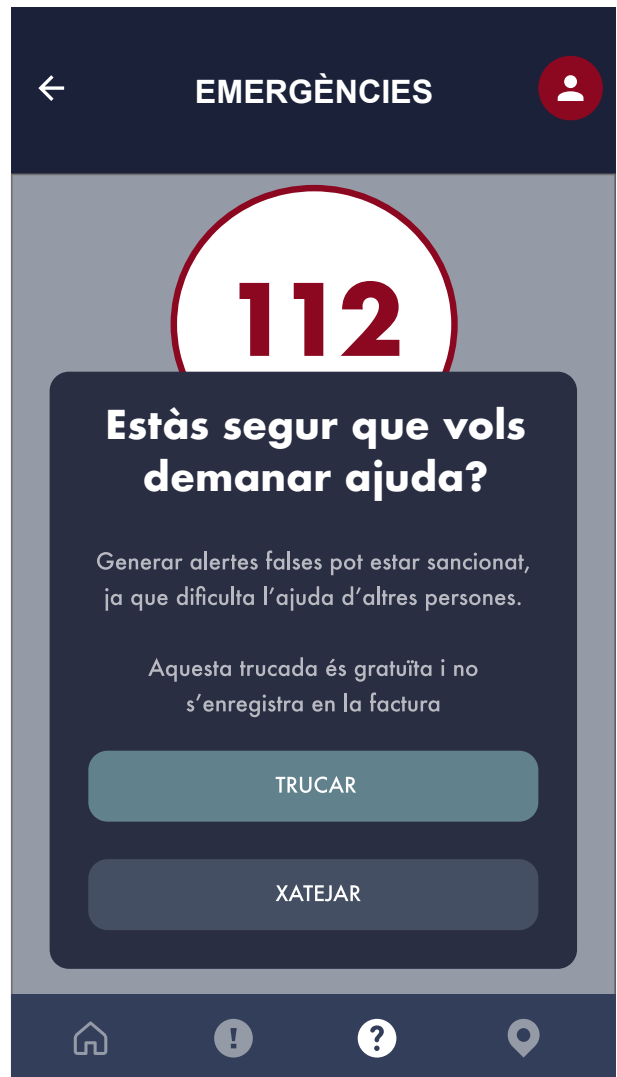 EMERGÈNCIES
112
Estàs segur que vols
demanar ajuda?
Generar alertes falses pot estar sancionat,
ja que dificulta l’ajuda d’altres persones.
Aquesta trucada és gratuïta i no
s’enregistra en la factura
TRUCAR
XATEJAR